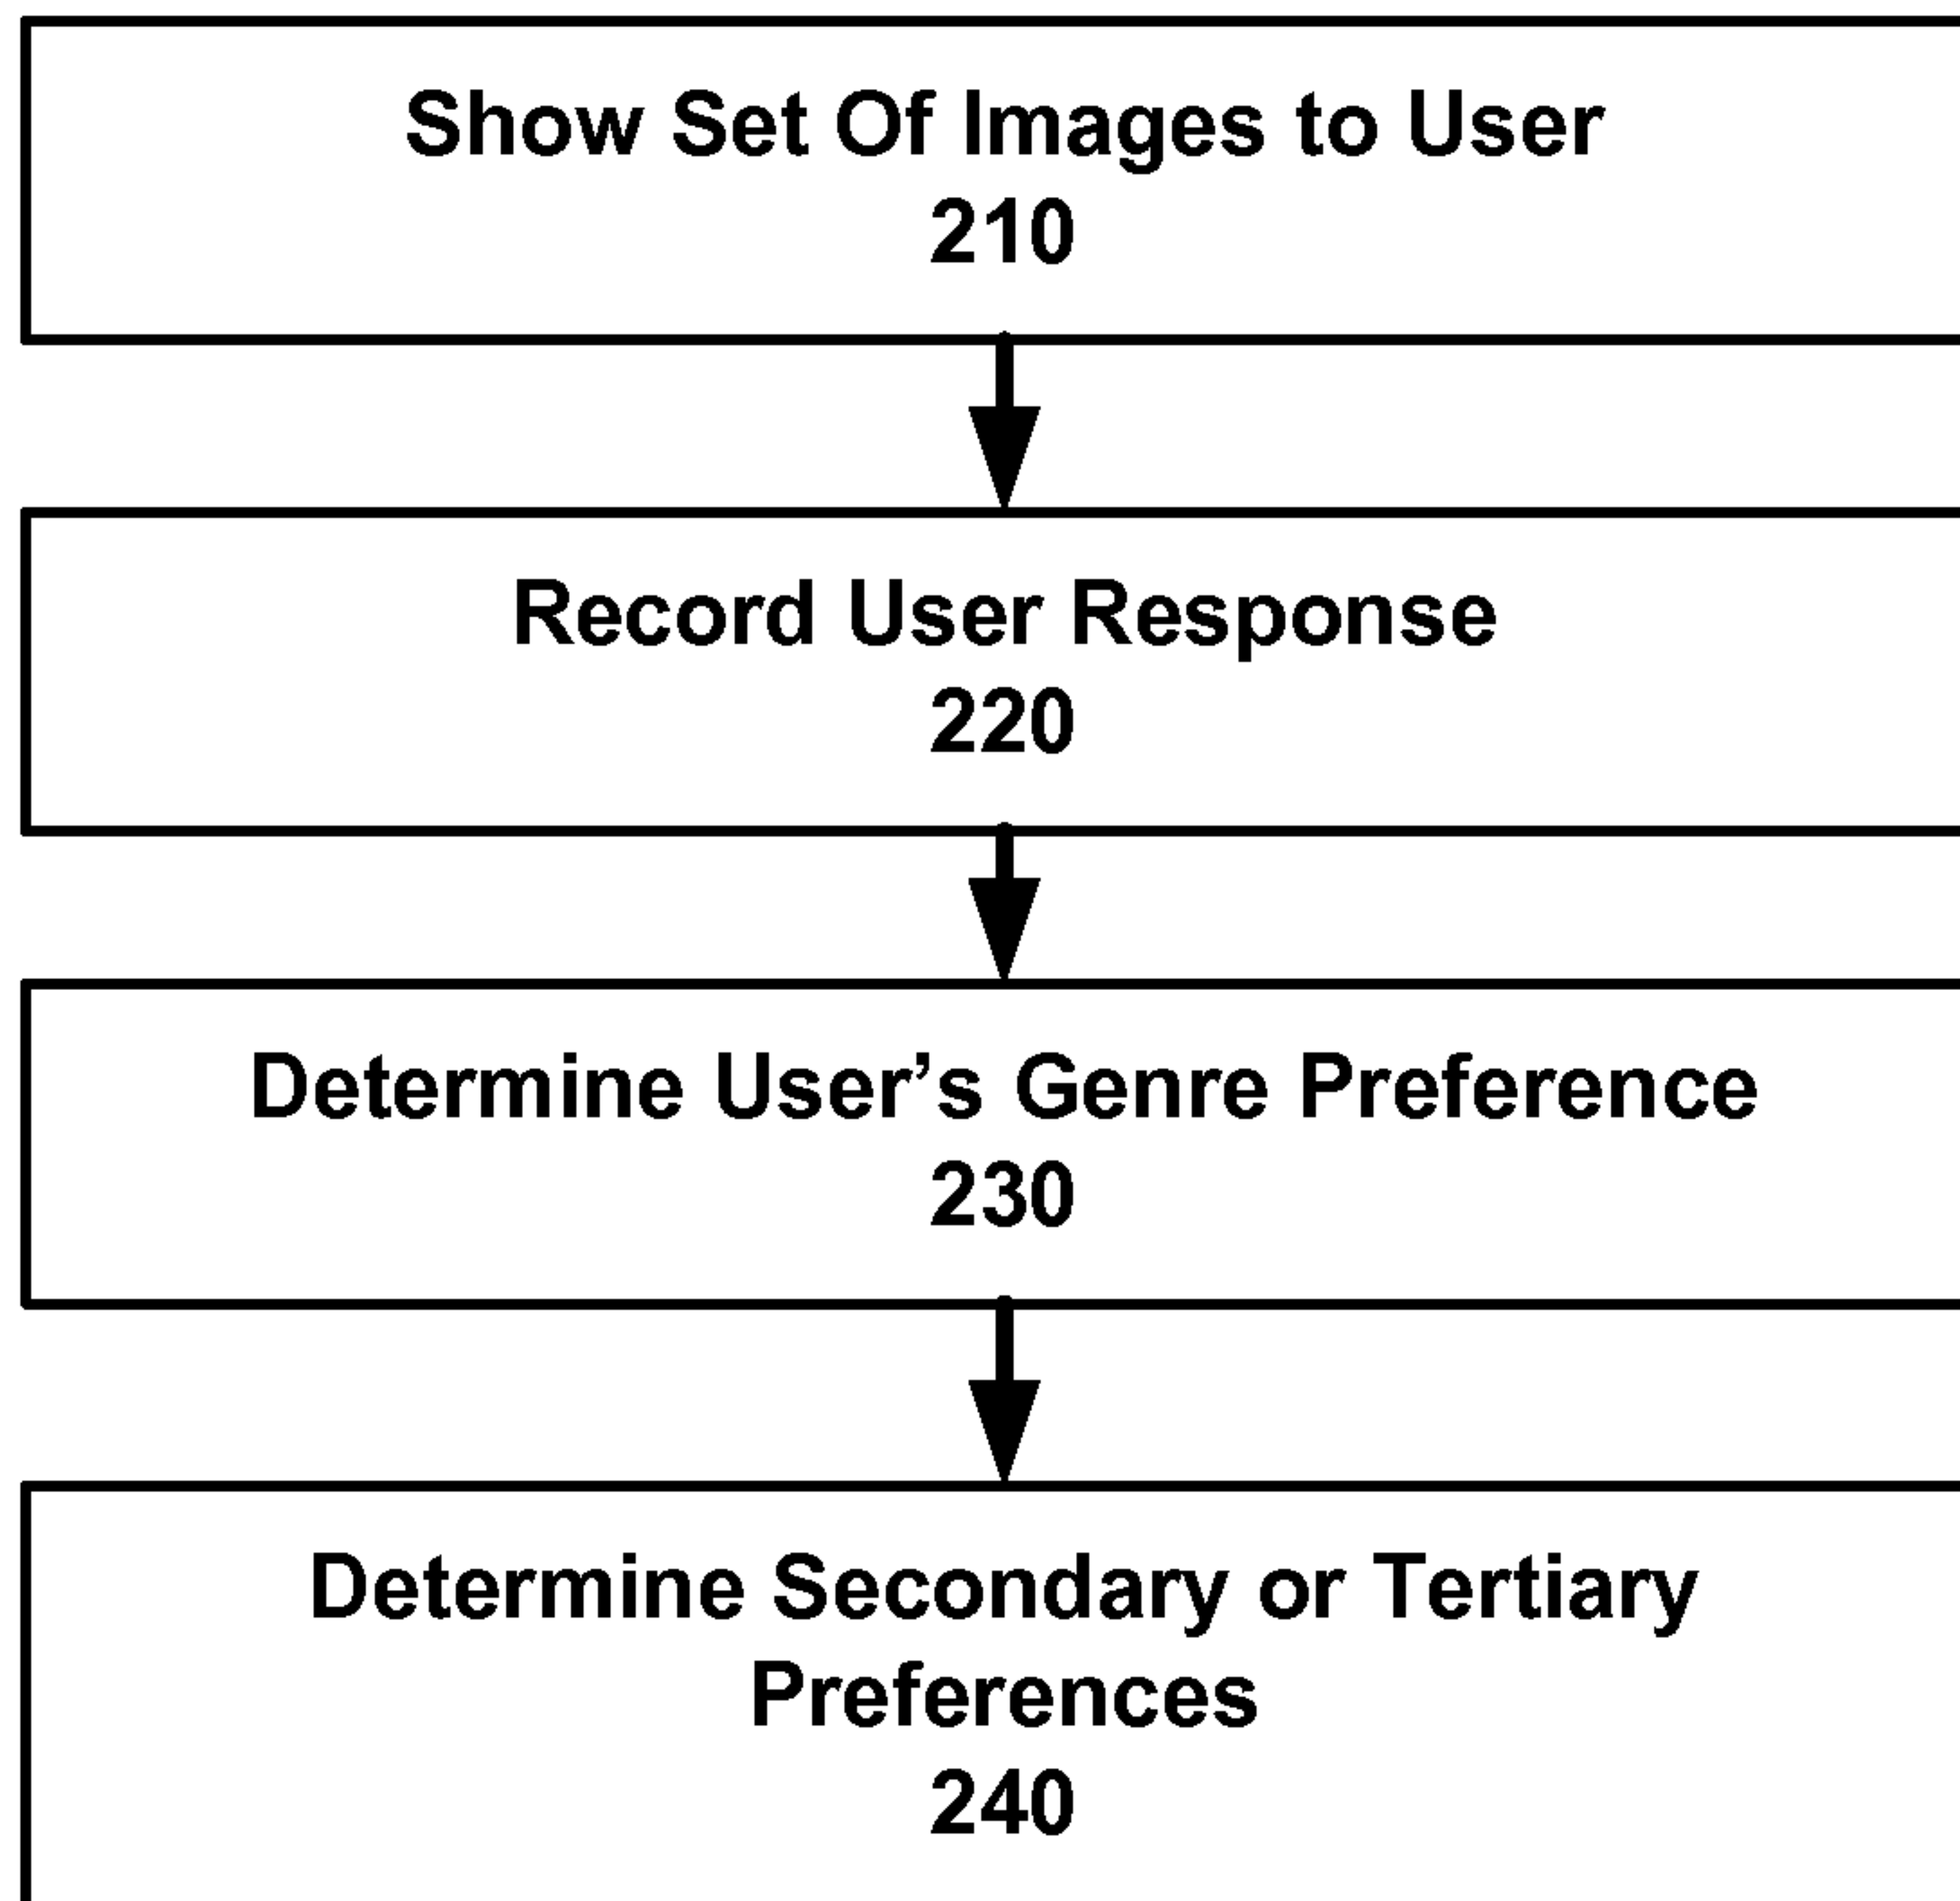 Show Set Of Images to User
210
Record User Response
220
Determine User’s Genre Preference
230
Determine Secondary or Tertiary
Preferences
240